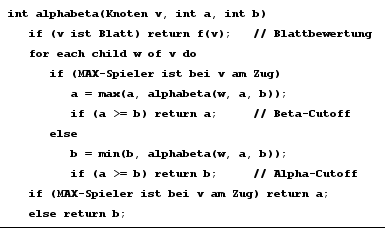 int alphabeta(Knoten v, int a, int b)
if (v ist Blatt) return f(v); // Blattbewertung
for each child w of v do
if (MAX-Spieler ist bei v am Zug)
a = max(a, alphabeta(w, a, b));
if (a >= b) return a; // Beta-Cutoff
else
b = min(b, alphabeta(w, a, b));
if (a >= b) return b; // Alpha-Cutoff
if (MAX-Spieler ist bei v am Zug) return a;
else return b;